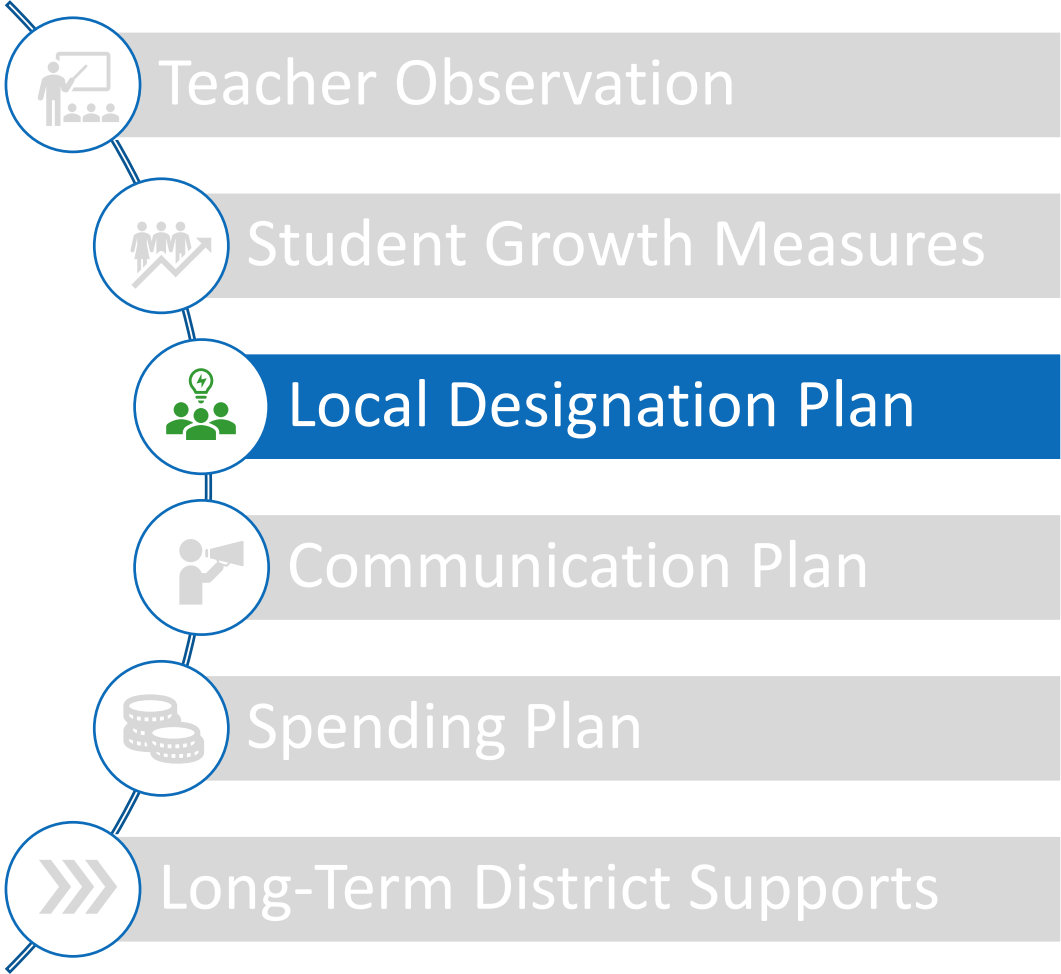 Teacher Observation
Student Growth Measures
Local Designation Plan
Communication Plan
Spending Plan
Long-Term District Supports